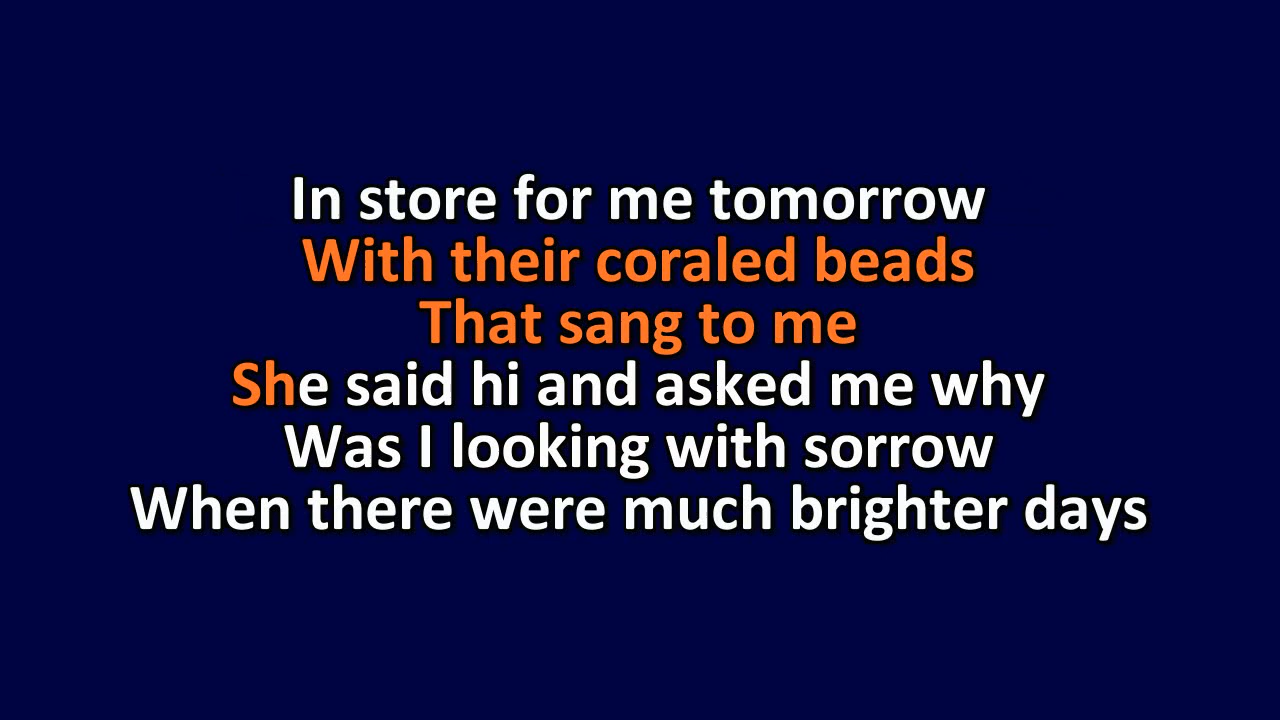 In store for me tomorrow
With their coraled beads
That sang to me
She said hi and asked me why
Was I looking with sorrow
When there were much brighter days